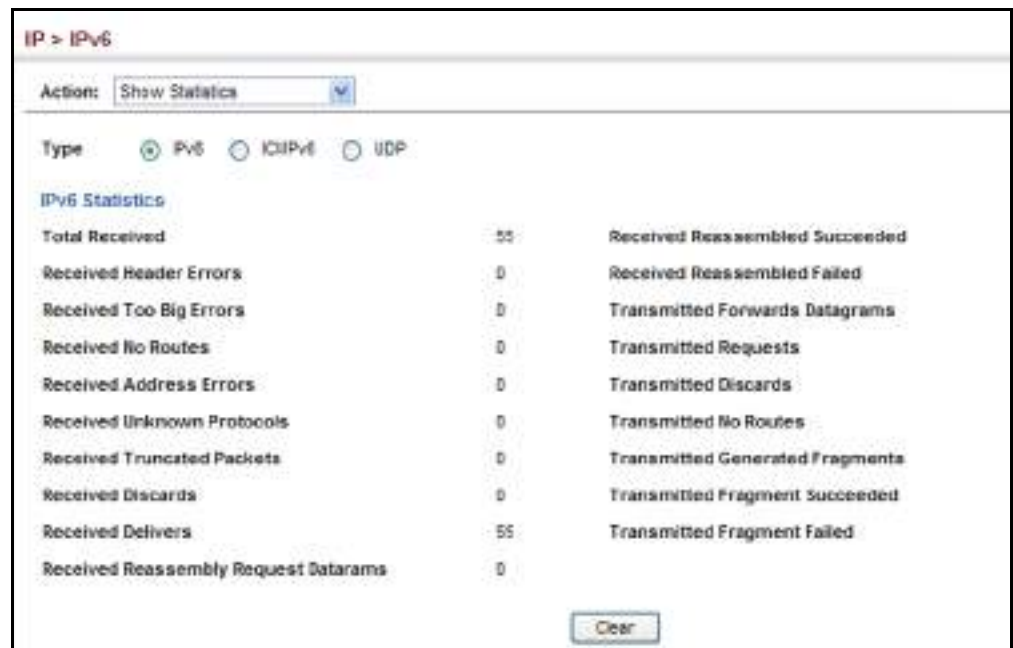 IP > IPv6
Action: Show Statistics
Type IPv6 ICMPv6 UDP
IPv6 Statistics
Total Received 55 Received Reassembled Succeeded
Received Header Errors 0 Received Reassembled Failed
Received Too Big Errors 0 Transmitted Forwards Datagrams
Received No Routes 0 Transmitted Requests
Received Address Errors 0 Transmitted Discards
Received Unknown Protocols 0 Transmitted No Routes
Received Truncated Packets 0 Transmitted Generated Fragments
Received Discards 0 Transmitted Fragment Succeeded
Received Delivers 55 Transmitted Fragment Failed
Received Reassembly Request Datarams 0
Clear